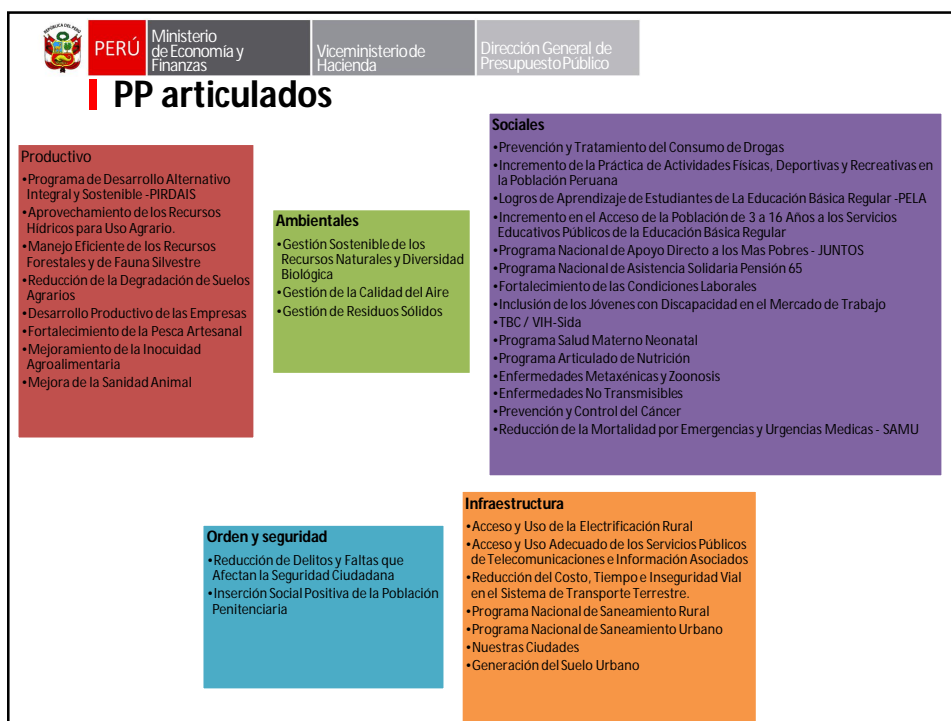 REPÚBLICA DEL PERÚ
PERÚ
Ministerio
de Economía y
Finanzas
Viceministerio de
Hacienda
Dirección General de
Presupuesto Público
PP articulados
Productivo
•Programa de Desarrollo Alternativo
Integral y Sostenible -PIRDAIS
•Aprovechamiento de los Recursos
Hídricos para Uso Agrario.
•Manejo Eficiente de los Recursos
Forestales y de Fauna Silvestre
•Reducción de la Degradación de Suelos
Agrarios
•Desarrollo Productivo de las Empresas
•Fortalecimiento de la Pesca Artesanal
•Mejoramiento de la Inocuidad
Agroalimentaria
•Mejora de la Sanidad Animal
Ambientales
•Gestión Sostenible de los
Recursos Naturales y Diversidad
Biológica
•Gestión de la Calidad del Aire
•Gestión de Residuos Sólidos
Sociales
•Prevención y Tratamiento del Consumo de Drogas
•Incremento de la Práctica de Actividades Físicas, Deportivas y Recreativas en
la Población Peruana
•Logros de Aprendizaje de Estudiantes de La Educación Básica Regular -PELA
•Incremento en el Acceso de la Población de 3 a 16 Años a los Servicios
Educativos Públicos de la Educación Básica Regular
•Programa Nacional de Apoyo Directo a los Mas Pobres - JUNTOS
•Programa Nacional de Asistencia Solidaria Pensión 65
•Fortalecimiento de las Condiciones Laborales
•Inclusión de los Jóvenes con Discapacidad en el Mercado de Trabajo
•TBC / VIH-Sida
•Programa Salud Materno Neonatal
•Programa Articulado de Nutrición
•Enfermedades Metaxénicas y Zoonosis
•Enfermedades No Transmisibles
•Prevención y Control del Cáncer
•Reducción de la Mortalidad por Emergencias y Urgencias Medicas - SAMU
Orden y seguridad
•Reducción de Delitos y Faltas que
Afectan la Seguridad Ciudadana
•Inserción Social Positiva de la Población
Penitenciaria
Infraestructura
•Acceso y Uso de la Electrificación Rural
•Acceso y Uso Adecuado de los Servicios Públicos
de Telecomunicaciones e Información Asociados
•Reducción del Costo, Tiempo e Inseguridad Vial
en el Sistema de Transporte Terrestre.
•Programa Nacional de Saneamiento Rural
•Programa Nacional de Saneamiento Urbano
•Nuestras Ciudades
•Generación del Suelo Urbano